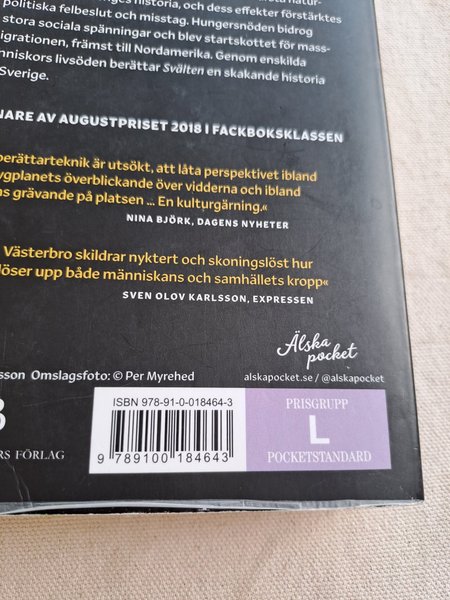 politiska felbeslut och misstag. Hungersnöden bidrog
stora sociala spänningar och blev startskottet för mass-
igrationen, främst till Nordamerika. Genom enskilda
niskors livsöden berättar Svälten en skakande historia
Sverige.
NARE AV AUGUSTPRISET 2018 I FACKBOKSKLASSEN
berättarteknik är utsökt, att låta perspektivet ibland
ygplanets överblickande över vidderna och ibland
ns grävande på platsen ... En kulturgärning.«
NINA BJÖRK, DAGENS NYHETER
Västerbro skildrar nyktert och skoningslöst hur
löser upp både människans och samhällets kropp«
SVEN OLOV KARLSSON, EXPRESSEN
Älska
pocket
alskapocket.se / @alskapocket
sson Omslagsfoto: © Per Myrehed
RS FÖRLAG
ISBN 978-91-0-018464-3
9 789100 184643
PRISGRUPP
L
POCKETSTANDARD